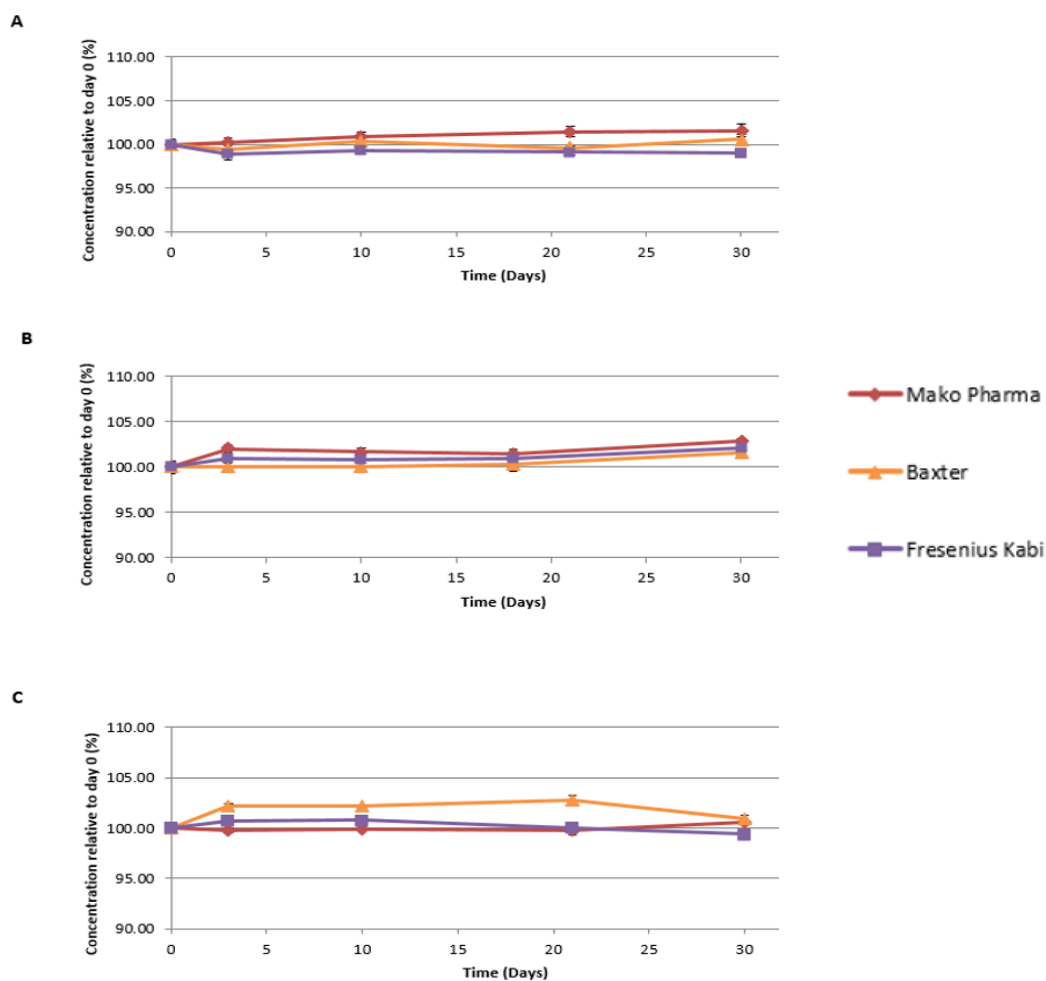 A
Concentration relative to day 0 (%)
110.00
105.00
100.00
95.00
90.00
0 5 10 15 20 25 30
Time (Days)
B
Concentration relative to day 0 (%)
110.00
105.00
100.00
95.00
90.00
0 5 10 15 20 25 30
Time (Days)
Mako Pharma
Baxter
Fresenius Kabi
C
Concentration relative to day 0 (%)
110.00
105.00
100.00
95.00
90.00
0 5 10 15 20 25 30
Time (Days)